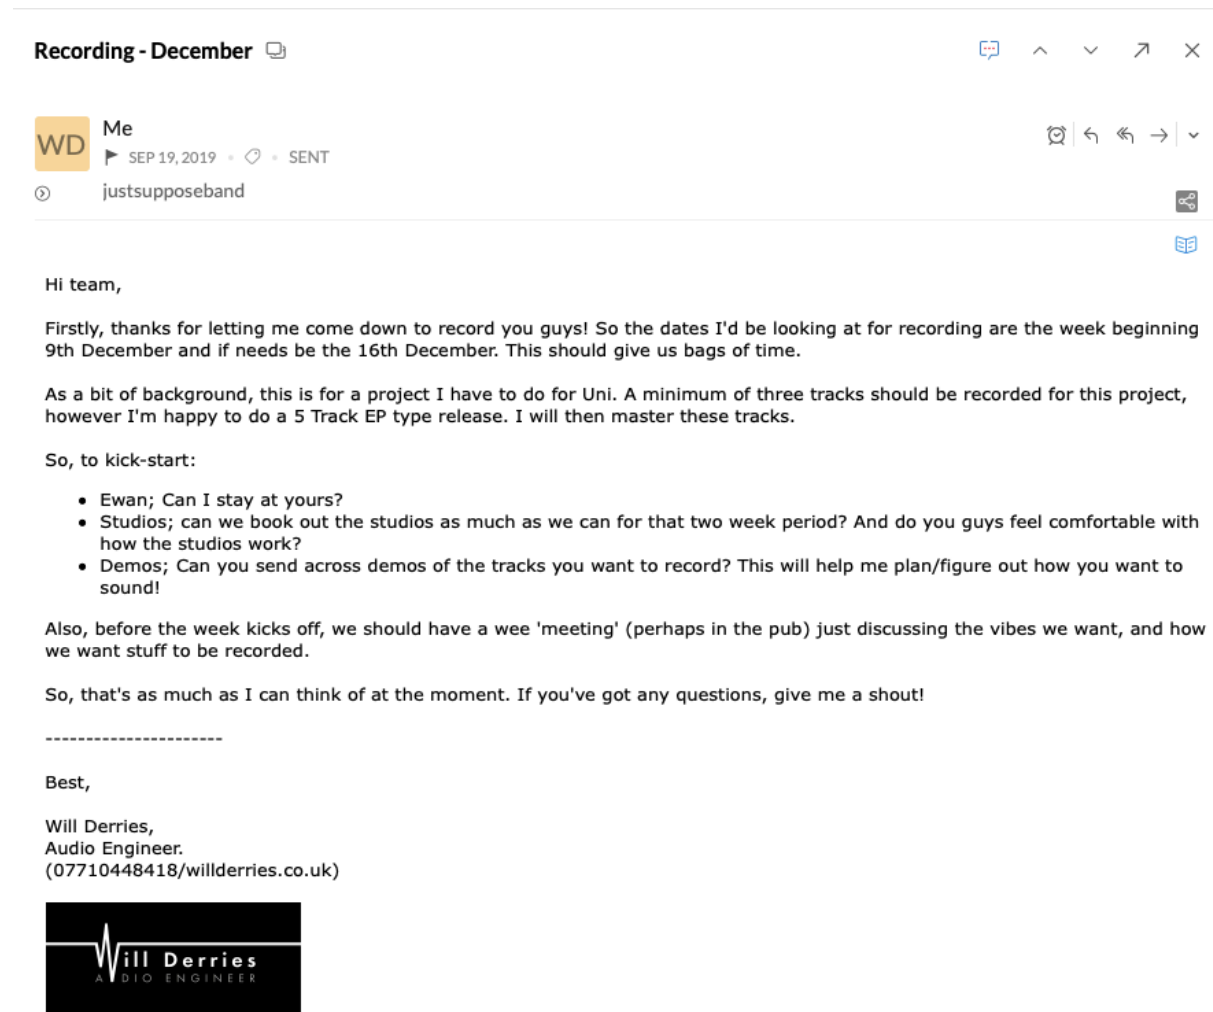 Recording - December
WD
Me
SEP 19, 2019
SENT
justsupposeband
Hi team,
Firstly, thanks for letting me come down to record you guys! So the dates I'd be looking at for recording are the week beginning
9th December and if needs be the 16th December. This should give us bags of time.
As a bit of background, this is for a project I have to do for Uni. A minimum of three tracks should be recorded for this project,
however I'm happy to do a 5 Track EP type release. I will then master these tracks.
So, to kick-start:
• Ewan; Can I stay at yours?
• Studios; can we book out the studios as much as we can for that two week period? And do you guys feel comfortable with
how the studios work?
• Demos; Can you send across demos of the tracks you want to record? This will help me plan/figure out how you want to
sound!
Also, before the week kicks off, we should have a wee 'meeting' (perhaps in the pub) just discussing the vibes we want, and how
we want stuff to be recorded.
So, that's as much as I can think of at the moment. If you've got any questions, give me a shout!
----------------------
Best,
Will Derries,
Audio Engineer.
(07710448418/willderries.co.uk)
Will Derries
AUDIO ENGINEER